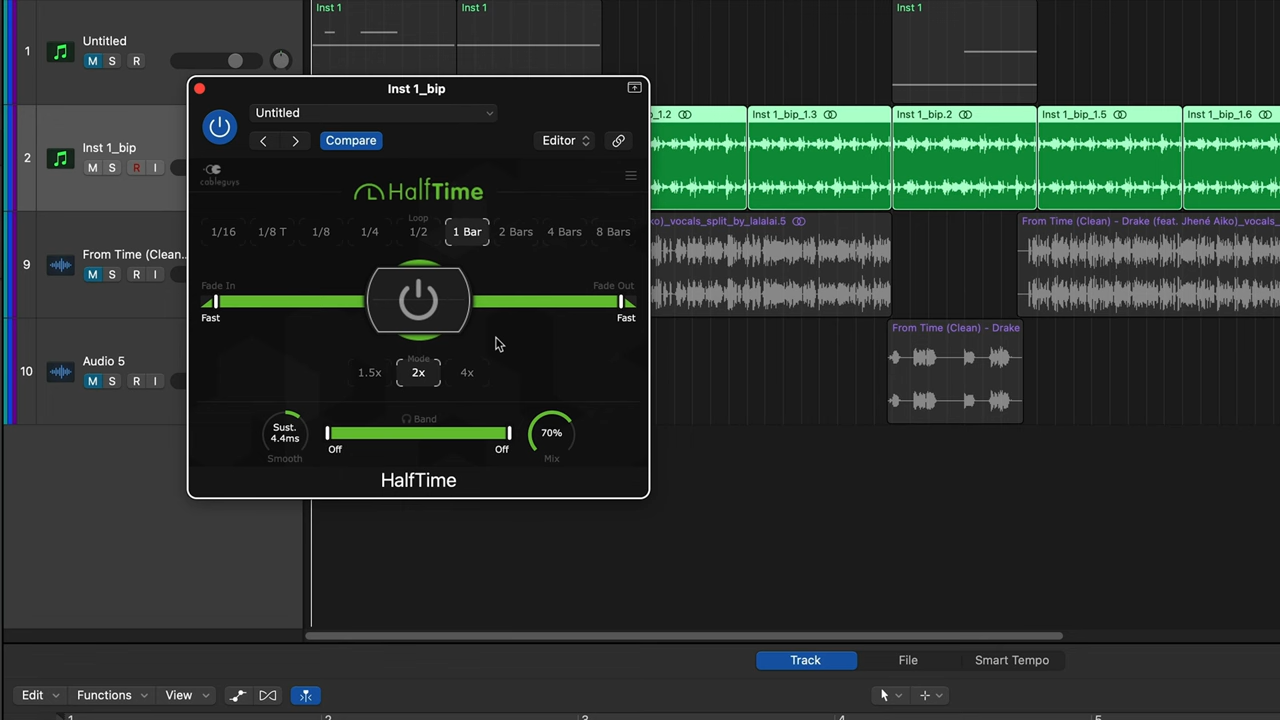 Inst 1
Inst 1
Inst 1
1
Untitled
M S R
2
Inst 1_bip
M S R I
9
From Time (Clean...
M S R I
10
Audio 5
M S R I
_1.2
Inst 1_bip_1.3
Inst 1_bip.2
Inst 1_bip_1.5
Inst 1_bip_1.6
ko)_vocals_split_by_lalalai.5
From Time (Clean) - Drake (feat. Jhené Aiko)_vocals
From Time (Clean) - Drake
Inst 1_bip
Untitled
Compare
Editor
cableguys
HalfTime
Loop
1/16 1/8 T 1/8 1/4 1/2 1 Bar 2 Bars 4 Bars 8 Bars
Fade In
Fade Out
Fast
Fast
Mode
1.5x 2x 4x
Sust.
4.4ms
Smooth
Band
Off
Off
70%
Mix
HalfTime
Track File Smart Tempo
Edit Functions View
1 2 3 4 5